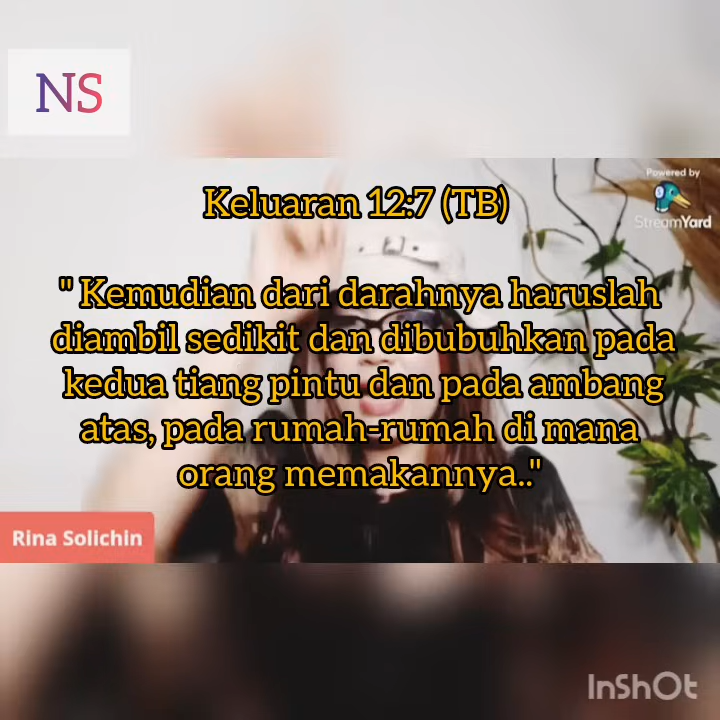 NS
Powered by
StreamYard
Keluaran 12:7 (TB)
" Kemudian dari darahnya haruslah
diambil sedikit dan dibubuhkan pada
kedua tiang pintu dan pada ambang
atas, pada rumah-rumah di mana
orang memakannya.."
Rina Solichin
InShOt